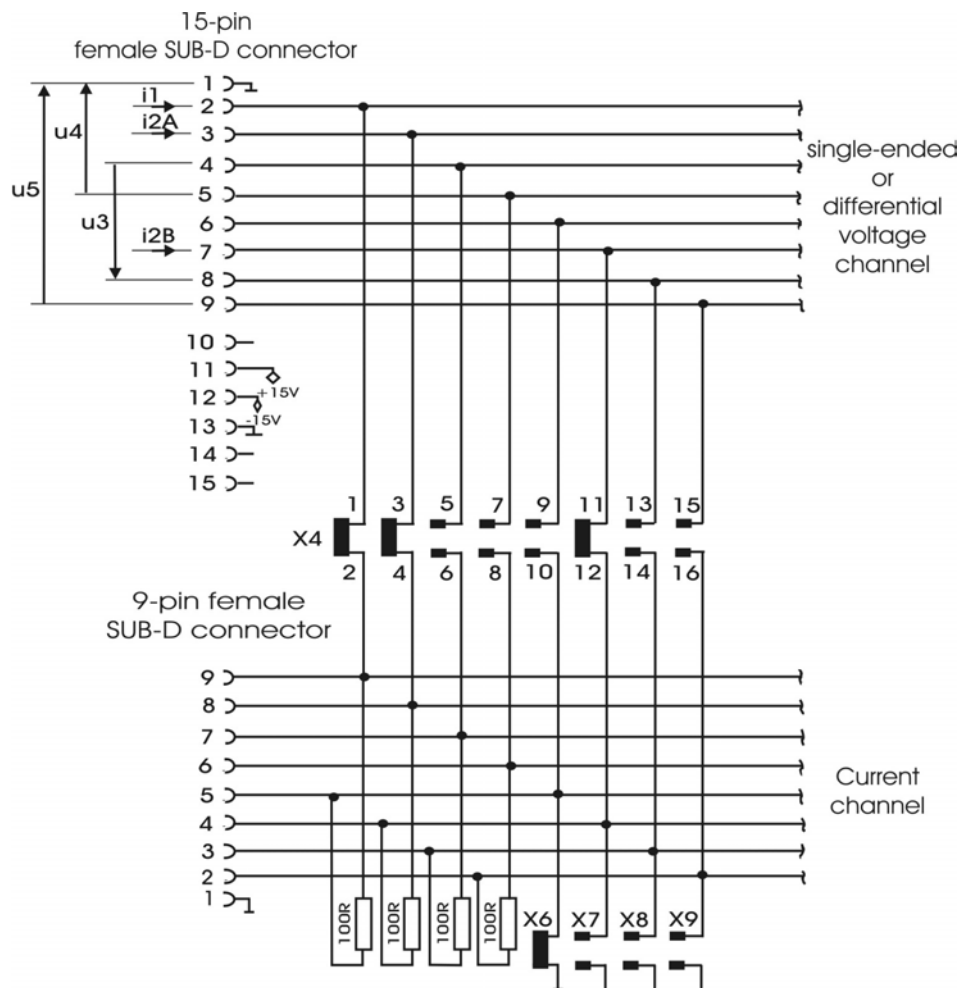 15-pin
female SUB-D connector
1
i1
2
i2A
3
u4
4
single-ended
or
differential
voltage
channel
u5
5
u3
6
i2B
7
8
9
10
11
+15V
12
-15V
13
14
15
1 3 5 7 9 11 13 15
X4
2 4 6 8 10 12 14 16
9-pin female
SUB-D connector
9
8
7
6
5
Current
channel
4
3
2
1
100R 100R 100R 100R
X6 X7 X8 X9